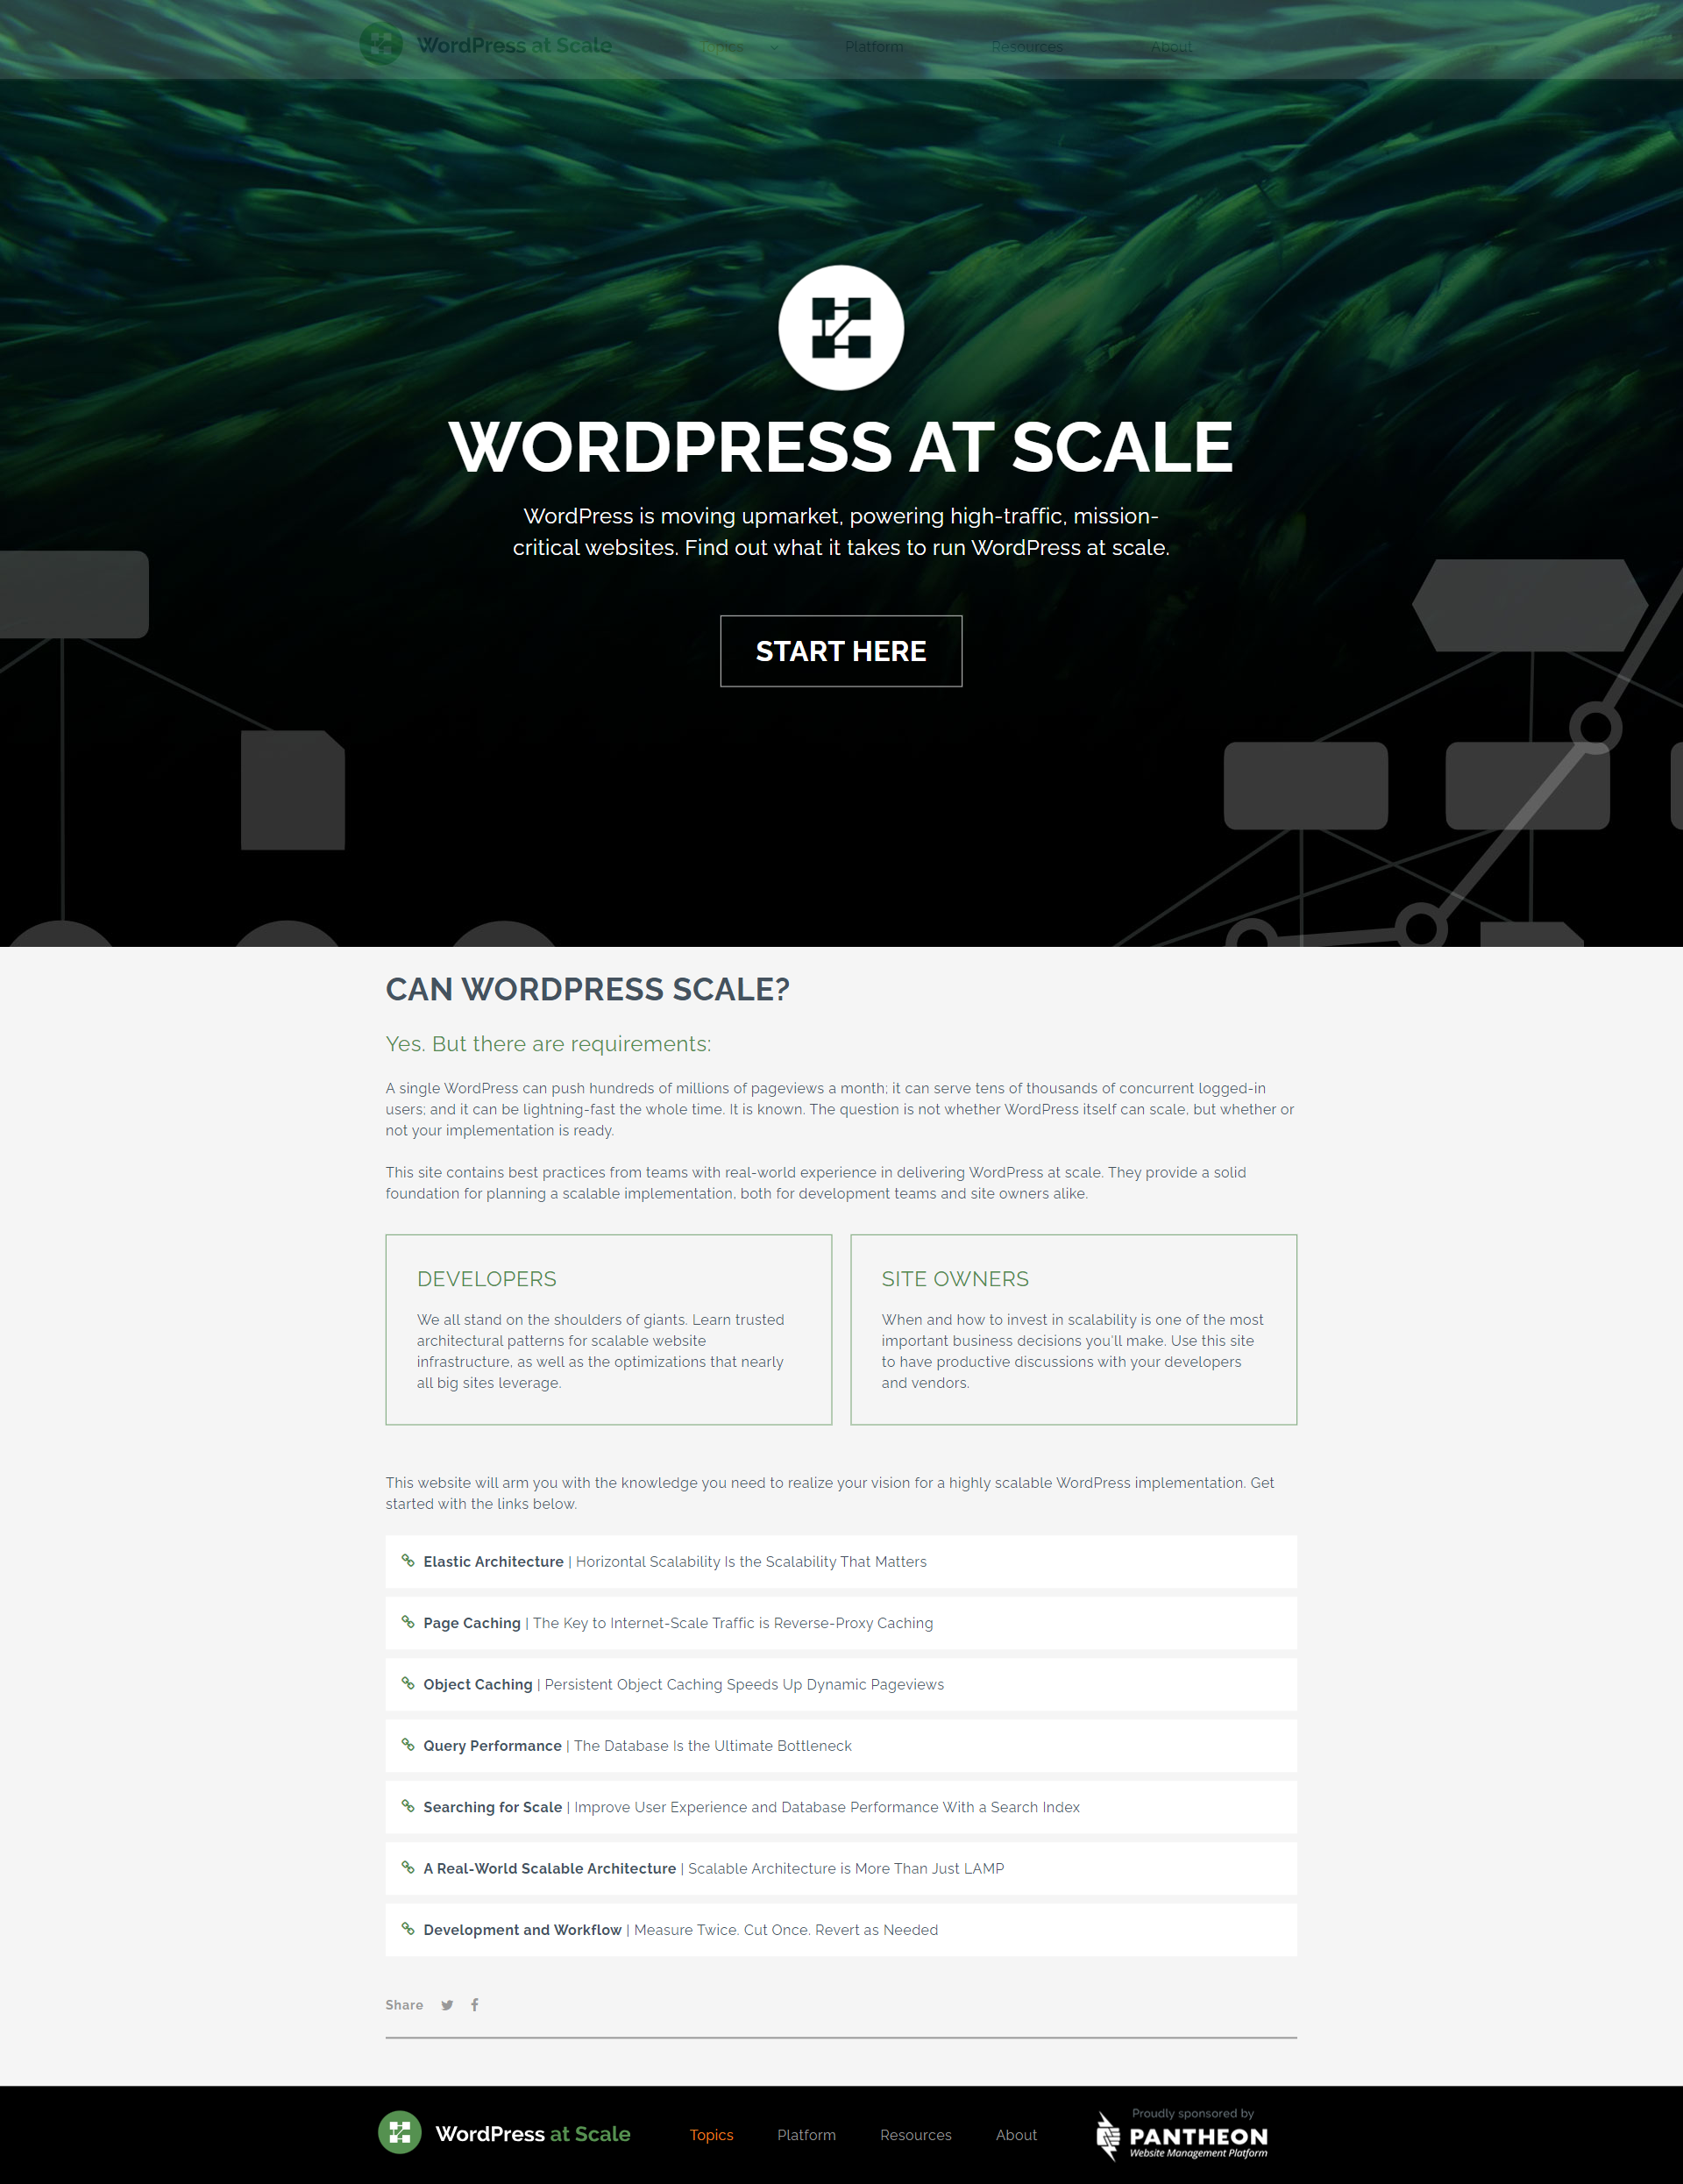 WordPress at Scale
Topics
Platform
Resources
About
WORDPRESS AT SCALE
WordPress is moving upmarket, powering high-traffic, mission-
critical websites. Find out what it takes to run WordPress at scale.
START HERE
CAN WORDPRESS SCALE?
Yes. But there are requirements:
A single WordPress can push hundreds of millions of pageviews a month; it can serve tens of thousands of concurrent logged-in
users; and it can be lightning-fast the whole time. It is known. The question is not whether WordPress itself can scale, but whether or
not your implementation is ready.
This site contains best practices from teams with real-world experience in delivering WordPress at scale. They provide a solid
foundation for planning a scalable implementation, both for development teams and site owners alike.
DEVELOPERS
We all stand on the shoulders of giants. Learn trusted
architectural patterns for scalable website
infrastructure, as well as the optimizations that nearly
all big sites leverage.
SITE OWNERS
When and how to invest in scalability is one of the most
important business decisions you'll make. Use this site
to have productive discussions with your developers
and vendors.
This website will arm you with the knowledge you need to realize your vision for a highly scalable WordPress implementation. Get
started with the links below.
Elastic Architecture | Horizontal Scalability Is the Scalability That Matters
Page Caching | The Key to Internet-Scale Traffic is Reverse-Proxy Caching
Object Caching | Persistent Object Caching Speeds Up Dynamic Pageviews
Query Performance | The Database Is the Ultimate Bottleneck
Searching for Scale | Improve User Experience and Database Performance With a Search Index
A Real-World Scalable Architecture | Scalable Architecture is More Than Just LAMP
Development and Workflow | Measure Twice. Cut Once. Revert as Needed
Share
WordPress at Scale
Topics
Platform
Resources
About
Proudly sponsored by
PANTHEON
Website Management Platform